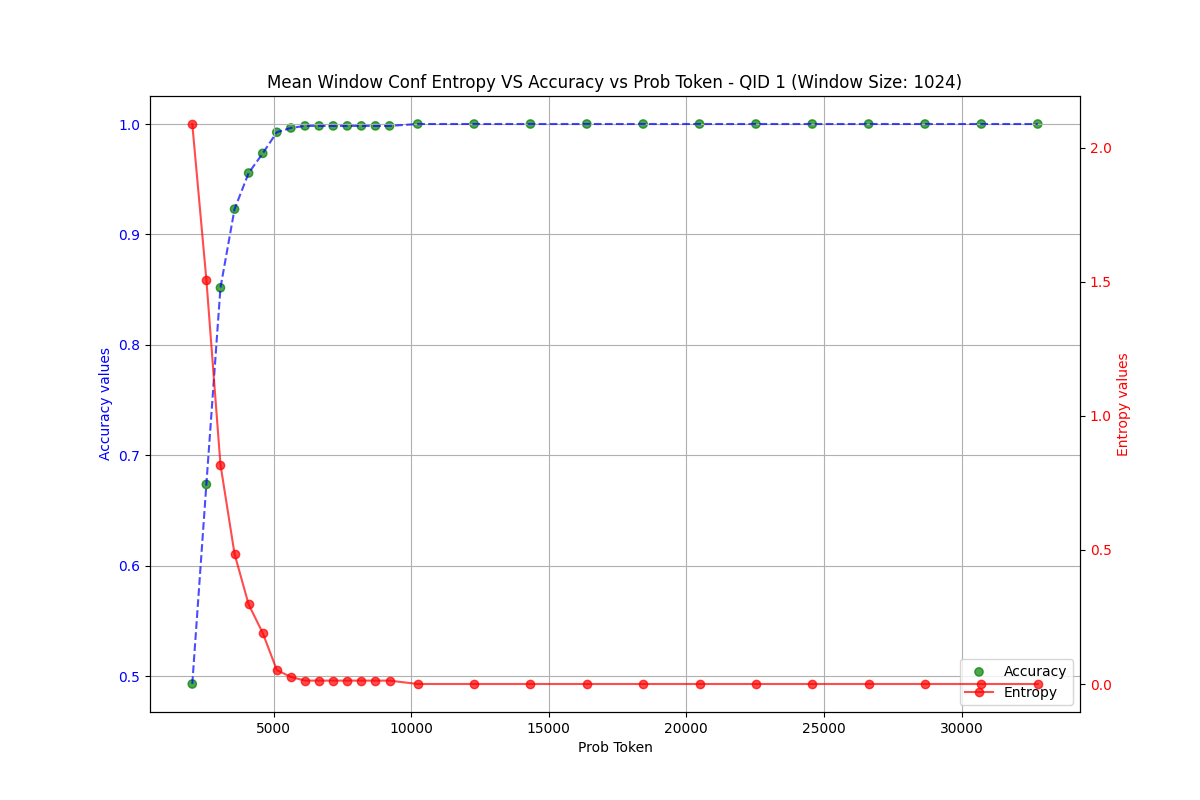 Mean Window Conf Entropy VS Accuracy vs Prob Token - QID 1 (Window Size: 1024)
1.0
0.9
0.8
0.7
0.6
0.5
Accuracy values
2.0
1.5
1.0
0.5
0.0
Entropy values
Accuracy
Entropy
5000 10000 15000 20000 25000 30000
Prob Token